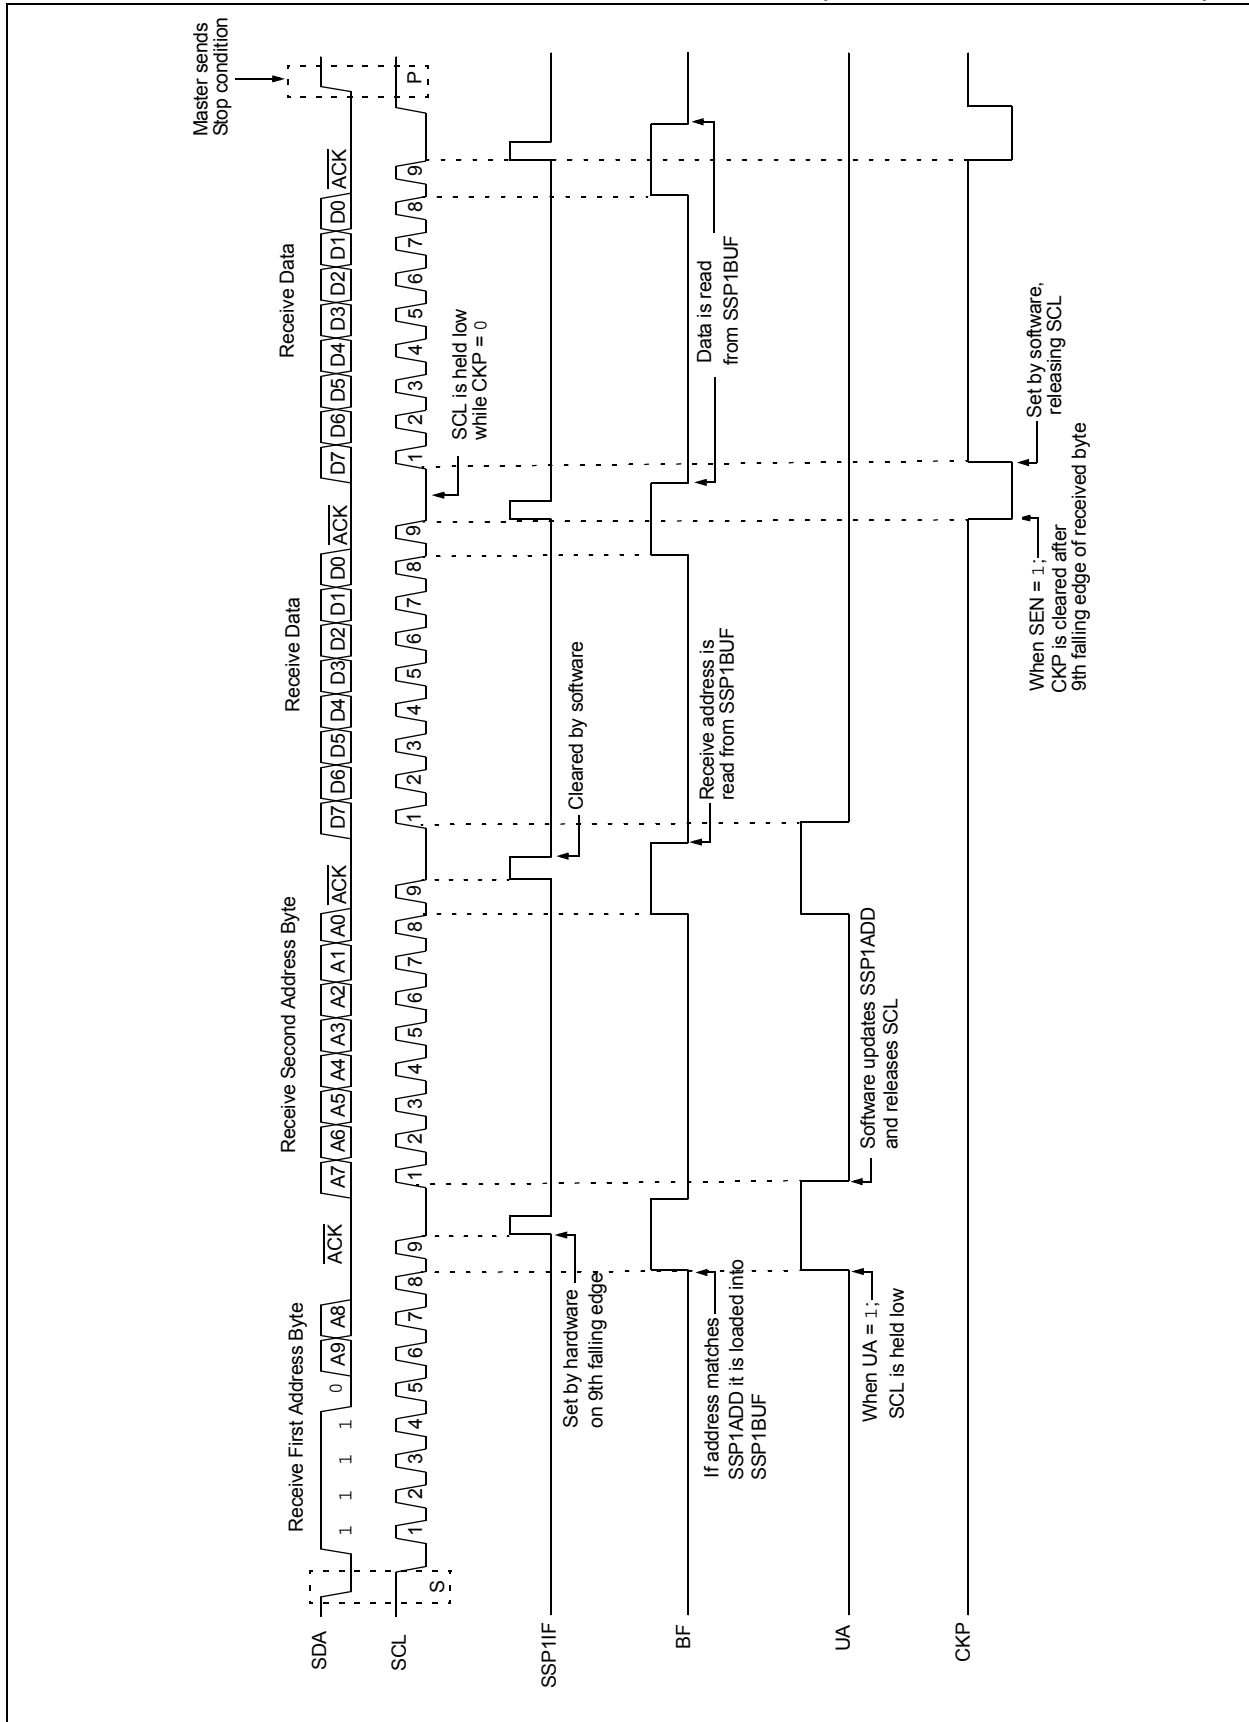 Master sends
Stop condition
Receive First Address Byte
Receive Second Address Byte
Receive Data
Receive Data
SDA
1 1 1 1 0 A9 A8 ACK
A7 A6 A5 A4 A3 A2 A1 A0 ACK
D7 D6 D5 D4 D3 D2 D1 D0 ACK
D7 D6 D5 D4 D3 D2 D1 D0 ACK
SCL
S
1 2 3 4 5 6 7 8 9
1 2 3 4 5 6 7 8 9
1 2 3 4 5 6 7 8 9
1 2 3 4 5 6 7 8 9
P
SCL is held low
while CKP = 0
SSP1IF
Set by hardware
on 9th falling edge
Cleared by software
BF
If address matches
SSP1ADD it is loaded into
SSP1BUF
Receive address is
read from SSP1BUF
Data is read
from SSP1BUF
UA
When UA = 1;
SCL is held low
Software updates SSP1ADD
and releases SCL
CKP
When SEN = 1;
CKP is cleared after
9th falling edge of received byte
Set by software,
releasing SCL